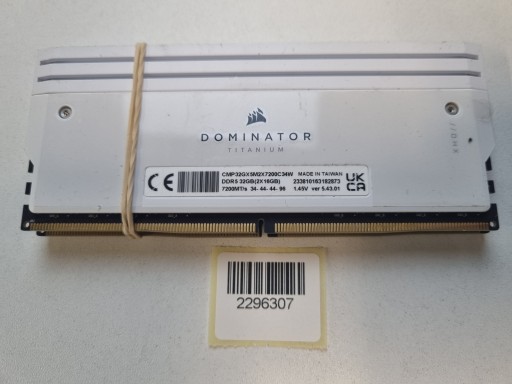 DOMINATOR
TITANIUM
CMP32GX5M2X7200C34W MADE IN TAIWAN
DDR5 32GB(2X16GB) 233810163182873
7200MT/s 34-44-44-96 1.45V ver 5.43.01
CE
UK CA
2296307